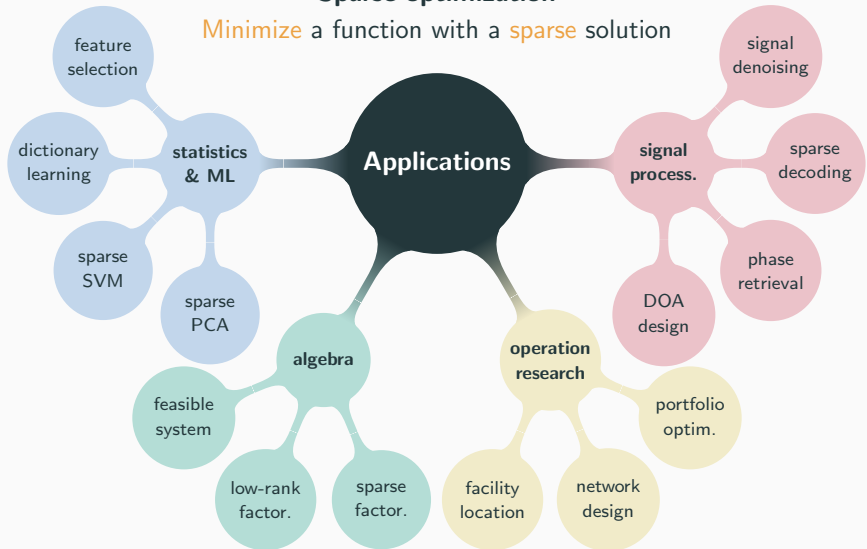 Sparse optimization
Minimize a function with a sparse solution
Applications
statistics
& ML
feature
selection
dictionary
learning
sparse
SVM
sparse
PCA
algebra
feasible
system
low-rank
factor.
sparse
factor.
operation
research
facility
location
network
design
portfolio
optim.
signal
process.
signal
denoising
sparse
decoding
phase
retrieval
DOA
design